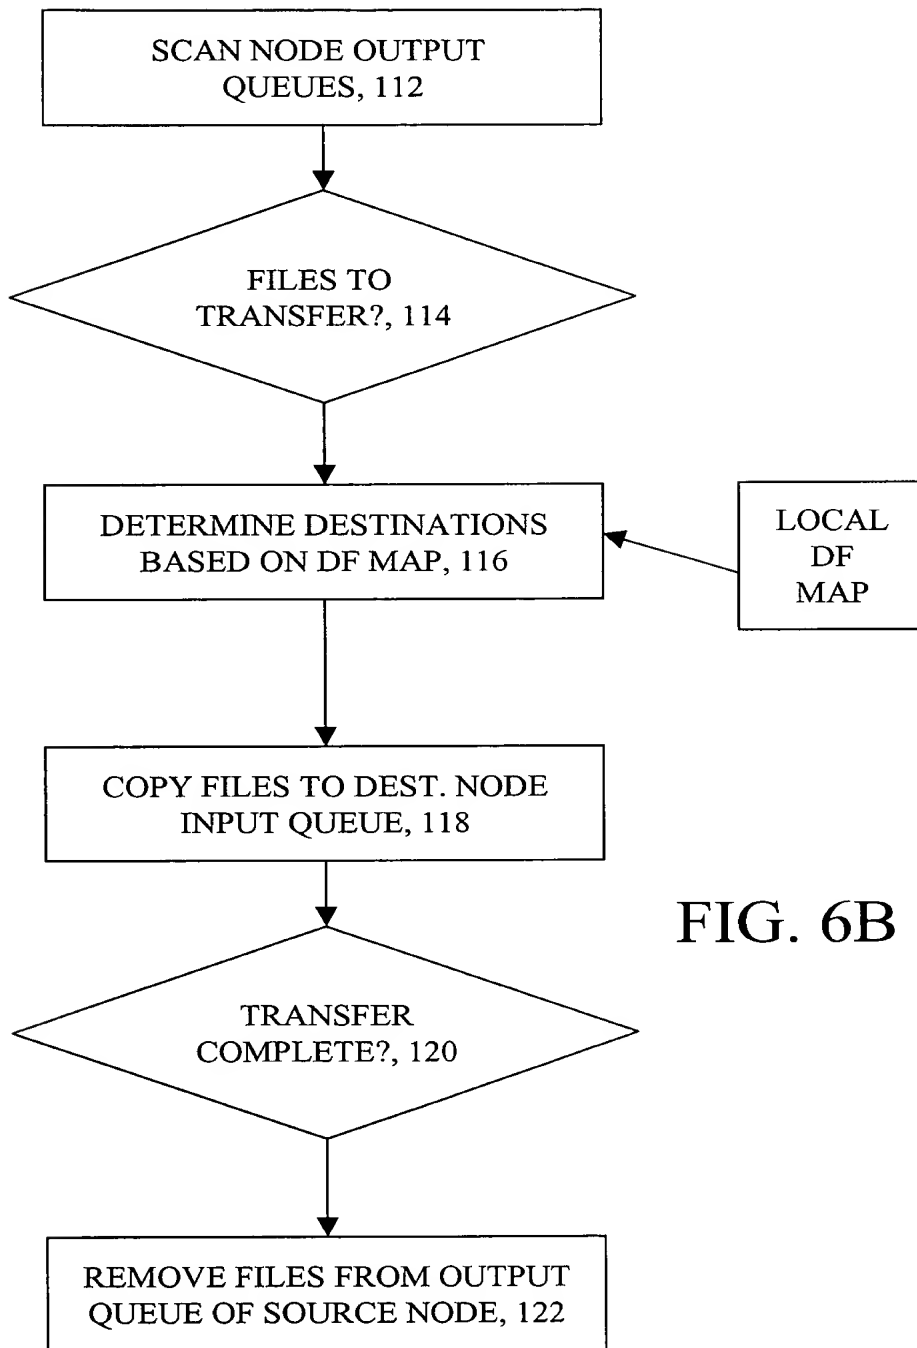 SCAN NODE OUTPUT
QUEUES, 112
FILES TO
TRANSFER?, 114
DETERMINE DESTINATIONS
BASED ON DF MAP, 116
LOCAL
DF
MAP
COPY FILES TO DEST. NODE
INPUT QUEUE, 118
FIG. 6B
TRANSFER
COMPLETE?, 120
REMOVE FILES FROM OUTPUT
QUEUE OF SOURCE NODE, 122